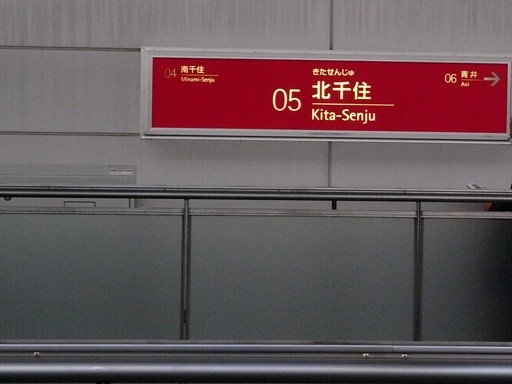 04 南千住
Minami-Senju
きたせんじゅ
05 北千住
Kita-Senju
06 青井
Aoi